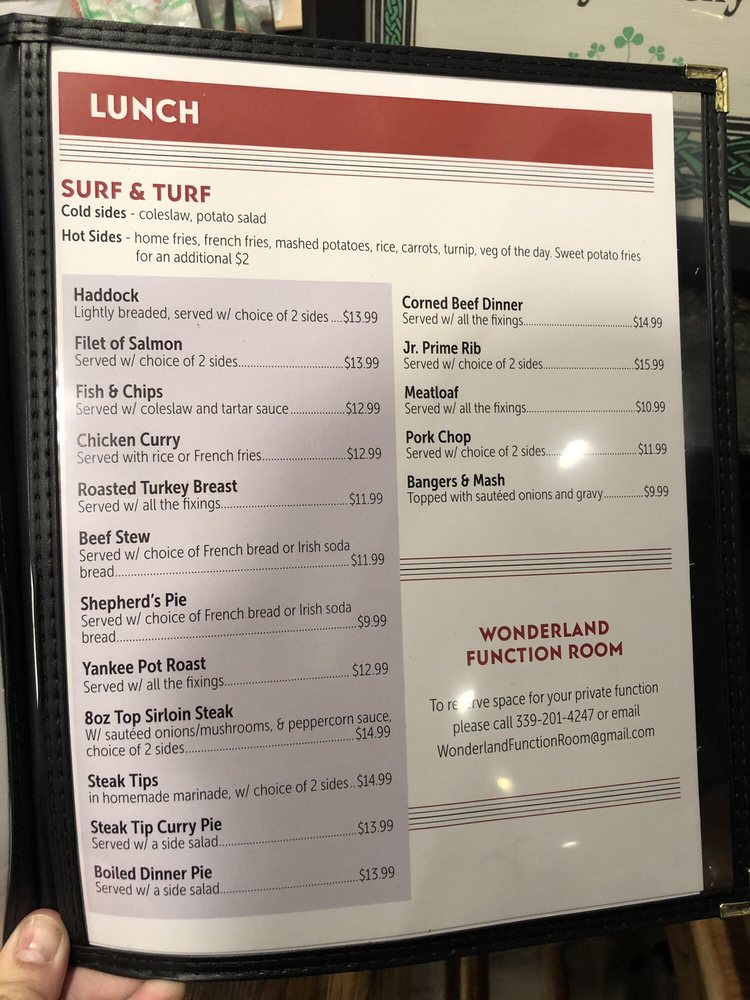 LUNCH
SURF & TURF
Cold sides - coleslaw, potato salad
Hot Sides - home fries, french fries, mashed potatoes, rice, carrots, turnip, veg of the day. Sweet potato fries
for an additional $2
Haddock
Lightly breaded, served w/ choice of 2 sides ....$13.99
Filet of Salmon
Served w/ choice of 2 sides..........................$13.99
Fish & Chips
Served w/ coleslaw and tartar sauce ..............$12.99
Chicken Curry
Served with rice or French fries.....................$12.99
Roasted Turkey Breast
Served w/ all the fixings................................$11.99
Beef Stew
Served w/ choice of French bread or Irish soda
bread..........................................................$11.99
Shepherd's Pie
Served w/ choice of French bread or Irish soda
bread..........................................................$9.99
Yankee Pot Roast
Served w/ all the fixings................................$12.99
8oz Top Sirloin Steak
W/ sautéed onions/mushrooms, & peppercorn sauce,
choice of 2 sides..........................................$14.99
Steak Tips
in homemade marinade, w/ choice of 2 sides..$14.99
Steak Tip Curry Pie
Served w/ a side salad...................................$13.99
Boiled Dinner Pie
Served w/ a side salad...................................$13.99
Corned Beef Dinner
Served w/ all the fixings...........................$14.99
Jr. Prime Rib
Served w/ choice of 2 sides......................$15.99
Meatloaf
Served w/ all the fixings...........................$10.99
Pork Chop
Served w/ choice of 2 sides......................$11.99
Bangers & Mash
Topped with sautéed onions and gravy..........$9.99
WONDERLAND
FUNCTION ROOM
To space for your private function
please call 339-201-4247 or email
WonderlandFunctionRoom@gmail.com